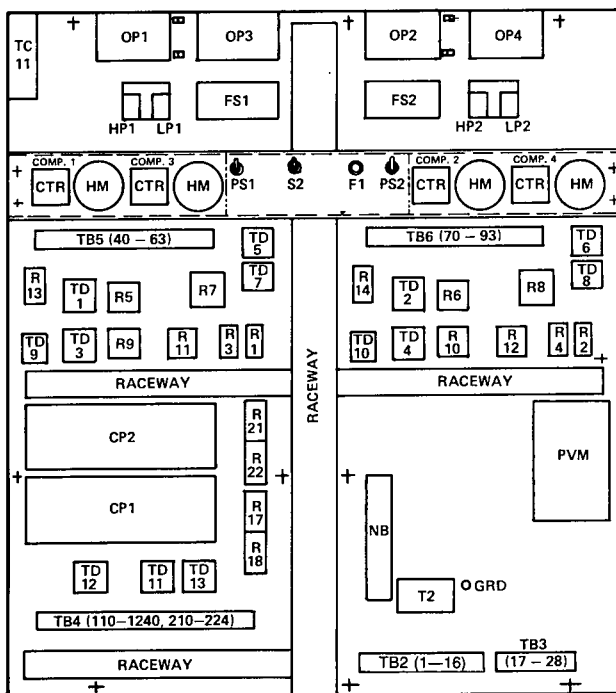 TC 11
OP1
OP3
OP2
OP4
FS1
FS2
HP1 LP1
HP2 LP2
COMP. 1
COMP. 3
COMP. 2
COMP. 4
CTR
HM
CTR
HM
PS1
S2
F1
PS2
CTR
HM
CTR
HM
TB5 (40 – 63)
TD 5
TB6 (70 – 93)
TD 6
TD 7
TD 8
R 13
TD 1
R5
R7
R 14
TD 2
R6
R8
TD 9
TD 3
R9
R 11
R 3
R 1
TD 10
TD 4
R 10
R 12
R 4
R 2
RACEWAY
RACEWAY
RACEWAY
CP2
R 21
R 22
PVM
CP1
R 17
R 18
NB
TD 12
TD 11
TD 13
T2
GRD
TB4 (110–1240, 210–224)
RACEWAY
TB2 (1—16)
TB3
(17 – 28)